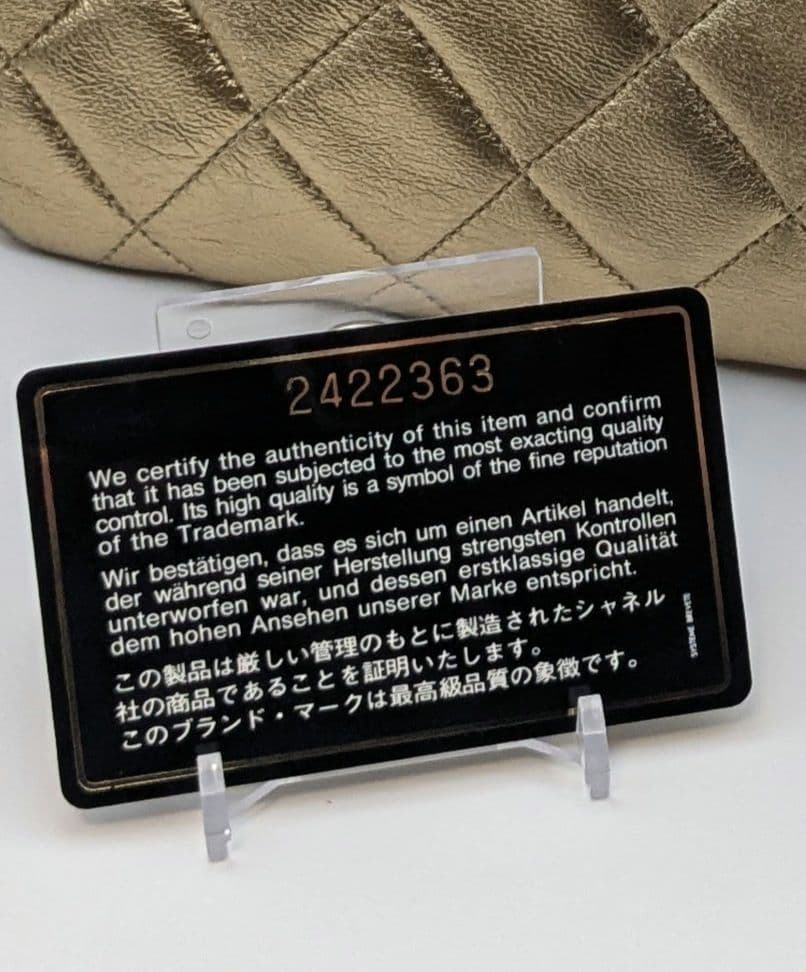 2422363
We certify the authenticity of this item and confirm
that it has been subjected to the most exacting quality
control. Its high quality is a symbol of the fine reputation
of the Trademark.
Wir bestätigen, dass es sich um einen Artikel handelt,
der während seiner Herstellung strengsten Kontrollen
unterworfen war, und dessen erstklassige Qualität
dem hohen Ansehen unserer Marke entspricht.
この製品は厳しい管理のもとに製造されたシャネル
社の商品であることを証明いたします。
このブランド・マークは最高級品質の象徴です。